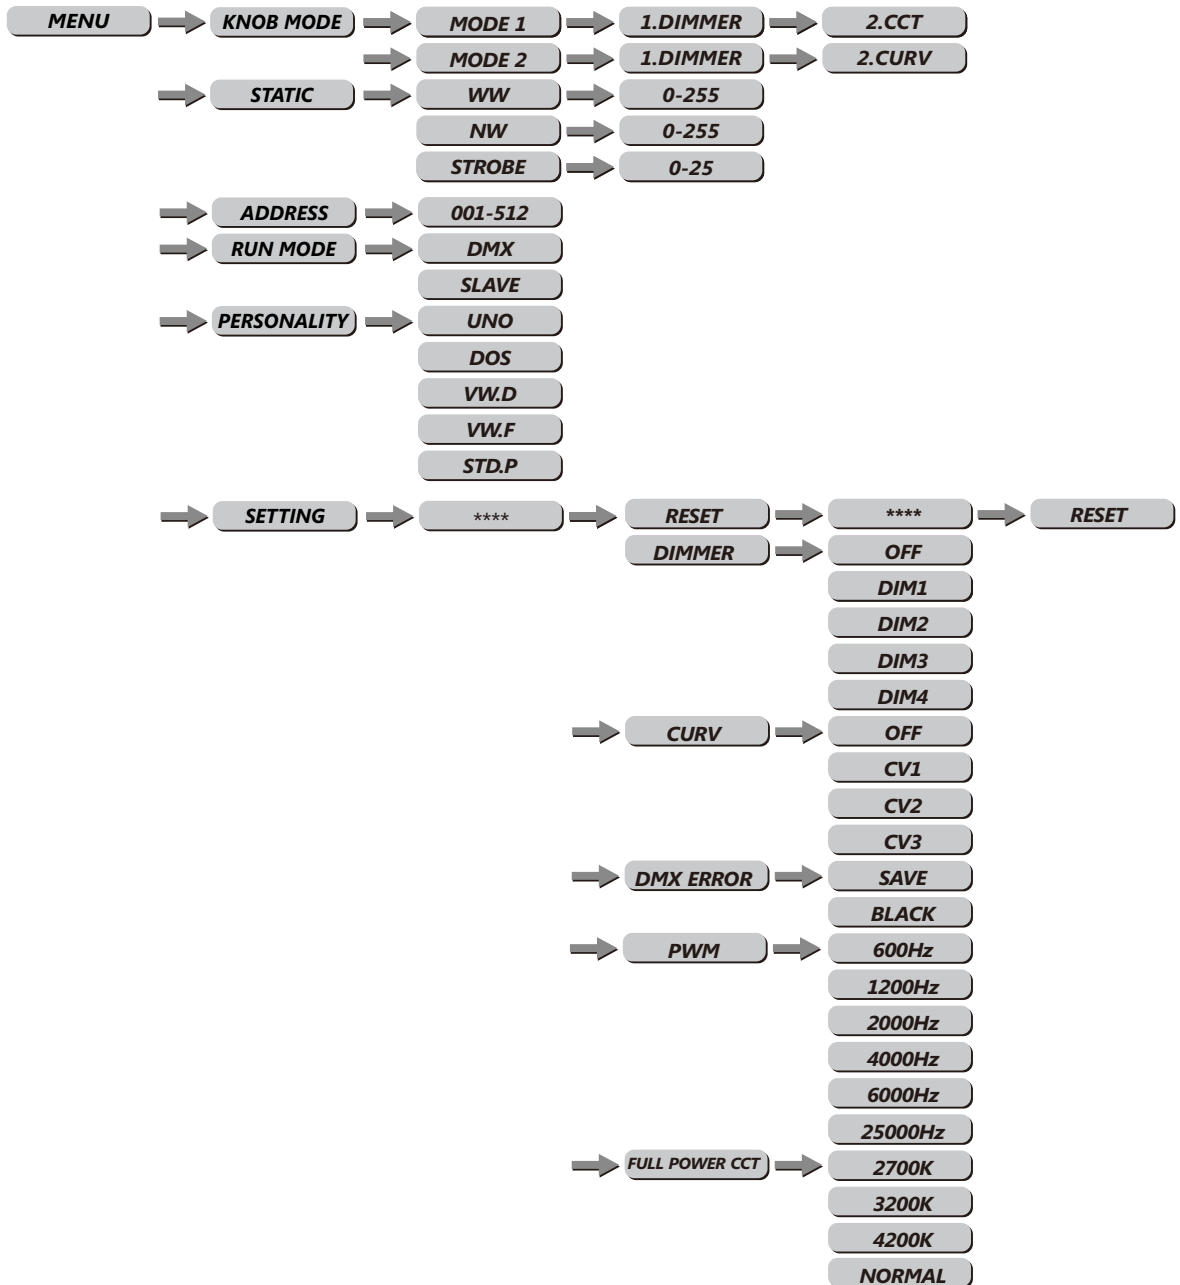 MENU KNOB MODE MODE 1 1.DIMMER 2.CCT
MODE 2 1.DIMMER 2.CURV
STATIC WW 0-255
NW 0-255
STROBE 0-25
ADDRESS 001-512
RUN MODE DMX
SLAVE
PERSONALITY UNO
DOS
VW.D
VW.F
STD.P
SETTING **** RESET **** RESET
DIMMER OFF
DIM1
DIM2
DIM3
DIM4
CURV OFF
CV1
CV2
CV3
DMX ERROR SAVE
BLACK
PWM 600Hz
1200Hz
2000Hz
4000Hz
6000Hz
25000Hz
FULL POWER CCT 2700K
3200K
4200K
NORMAL